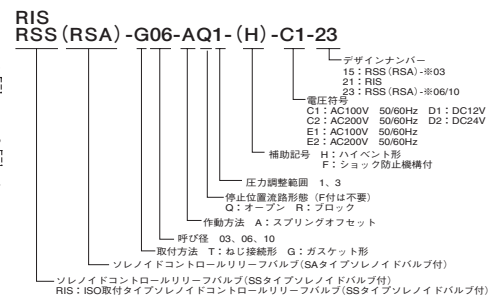 RIS
RSS(RSA)-G06-AQ1-(H)-C1-23
デザインナンバー
15：RSS(RSA)-※03
21：RIS
23：RSS(RSA)-※06/10
電圧符号
C1：AC100V 50/60Hz D1：DC12V
C2：AC200V 50/60Hz D2：DC24V
E1：AC100V 50/60Hz
E2：AC200V 50/60Hz
補助記号 H：ハイベント形
F：ショック防止機構付
圧力調整範囲 1、3
停止位置流路形態（F付は不要）
Q：オープン R：ブロック
作動方法 A：スプリングオフセット
呼び径 03、06、10
取付方法 T：ねじ接続形 G：ガスケット形
ソレノイドコントロールリリーフバルブ(SAタイプソレノイドバルブ付)
ソレノイドコントロールリリーフバルブ(SSタイプソレノイドバルブ付)
RIS：ISO取付タイプソレノイドコントロールリリーフバルブ(SSタイプソレノイドバルブ付)